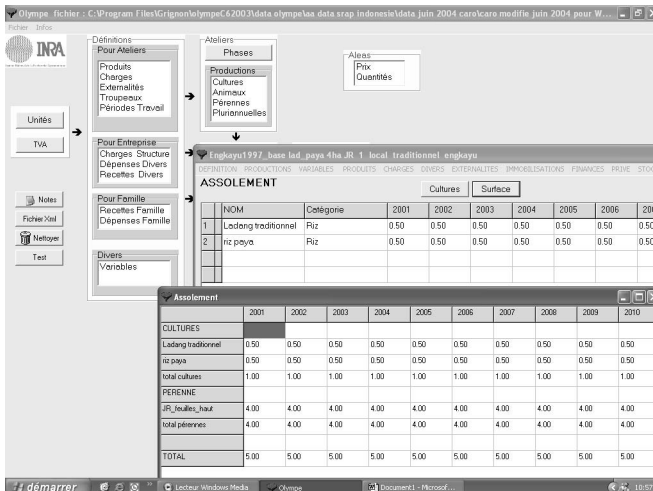 Olympe fichier : C:\Program Files\Grignon\olympeC62003\data olympe\aa data srap indonesie\data juin 2004 caro\caro modifie juin 2004 pour W...
Fichier Infos
INRA
Unités
TVA
Notes
Fichier Xml
Nettoyer
Test
Définitions
Pour Ateliers
Produits
Charges
Externalités
Troupeaux
Périodes Travail
Pour Entreprise
Charges Structure
Dépenses Divers
Recettes Divers
Pour Famille
Recettes Famille
Dépenses Famille
Divers
Variables
Ateliers
Phases
Productions
Cultures
Animaux
Pérennes
Pluriannuelles
Aleas
Prix
Quantités
Engkayu1997_base lad_paya 4ha JR 1 local traditionnel engkayu
DEFINITION PRODUCTIONS VARIABLES PRODUITS CHARGES DIVERS EXTERNALITES IMMOBILISATIONS FINANCES PRIVE STOC
ASSOLEMENT
Cultures Surface
NOM Catégorie 2001 2002 2003 2004 2005 2006 20
1 Ladang traditionnel Riz 0.50 0.50 0.50 0.50 0.50 0.50 0.5
2 riz paya Riz 0.50 0.50 0.50 0.50 0.50 0.50 0.5
Assolement
2001 2002 2003 2004 2005 2006 2007 2008 2009 2010
CULTURES
Ladang traditionnel 0.50 0.50 0.50 0.50 0.50 0.50 0.50 0.50 0.50 0.50
riz paya 0.50 0.50 0.50 0.50 0.50 0.50 0.50 0.50 0.50 0.50
total cultures 1.00 1.00 1.00 1.00 1.00 1.00 1.00 1.00 1.00 1.00
PERENNE
JR_feuilles_haut 4.00 4.00 4.00 4.00 4.00 4.00 4.00 4.00 4.00 4.00
total pérennes 4.00 4.00 4.00 4.00 4.00 4.00 4.00 4.00 4.00 4.00
TOTAL 5.00 5.00 5.00 5.00 5.00 5.00 5.00 5.00 5.00 5.00
démarrer Lecteur Windows Media Olympe Document1 - Microsof... 10:57